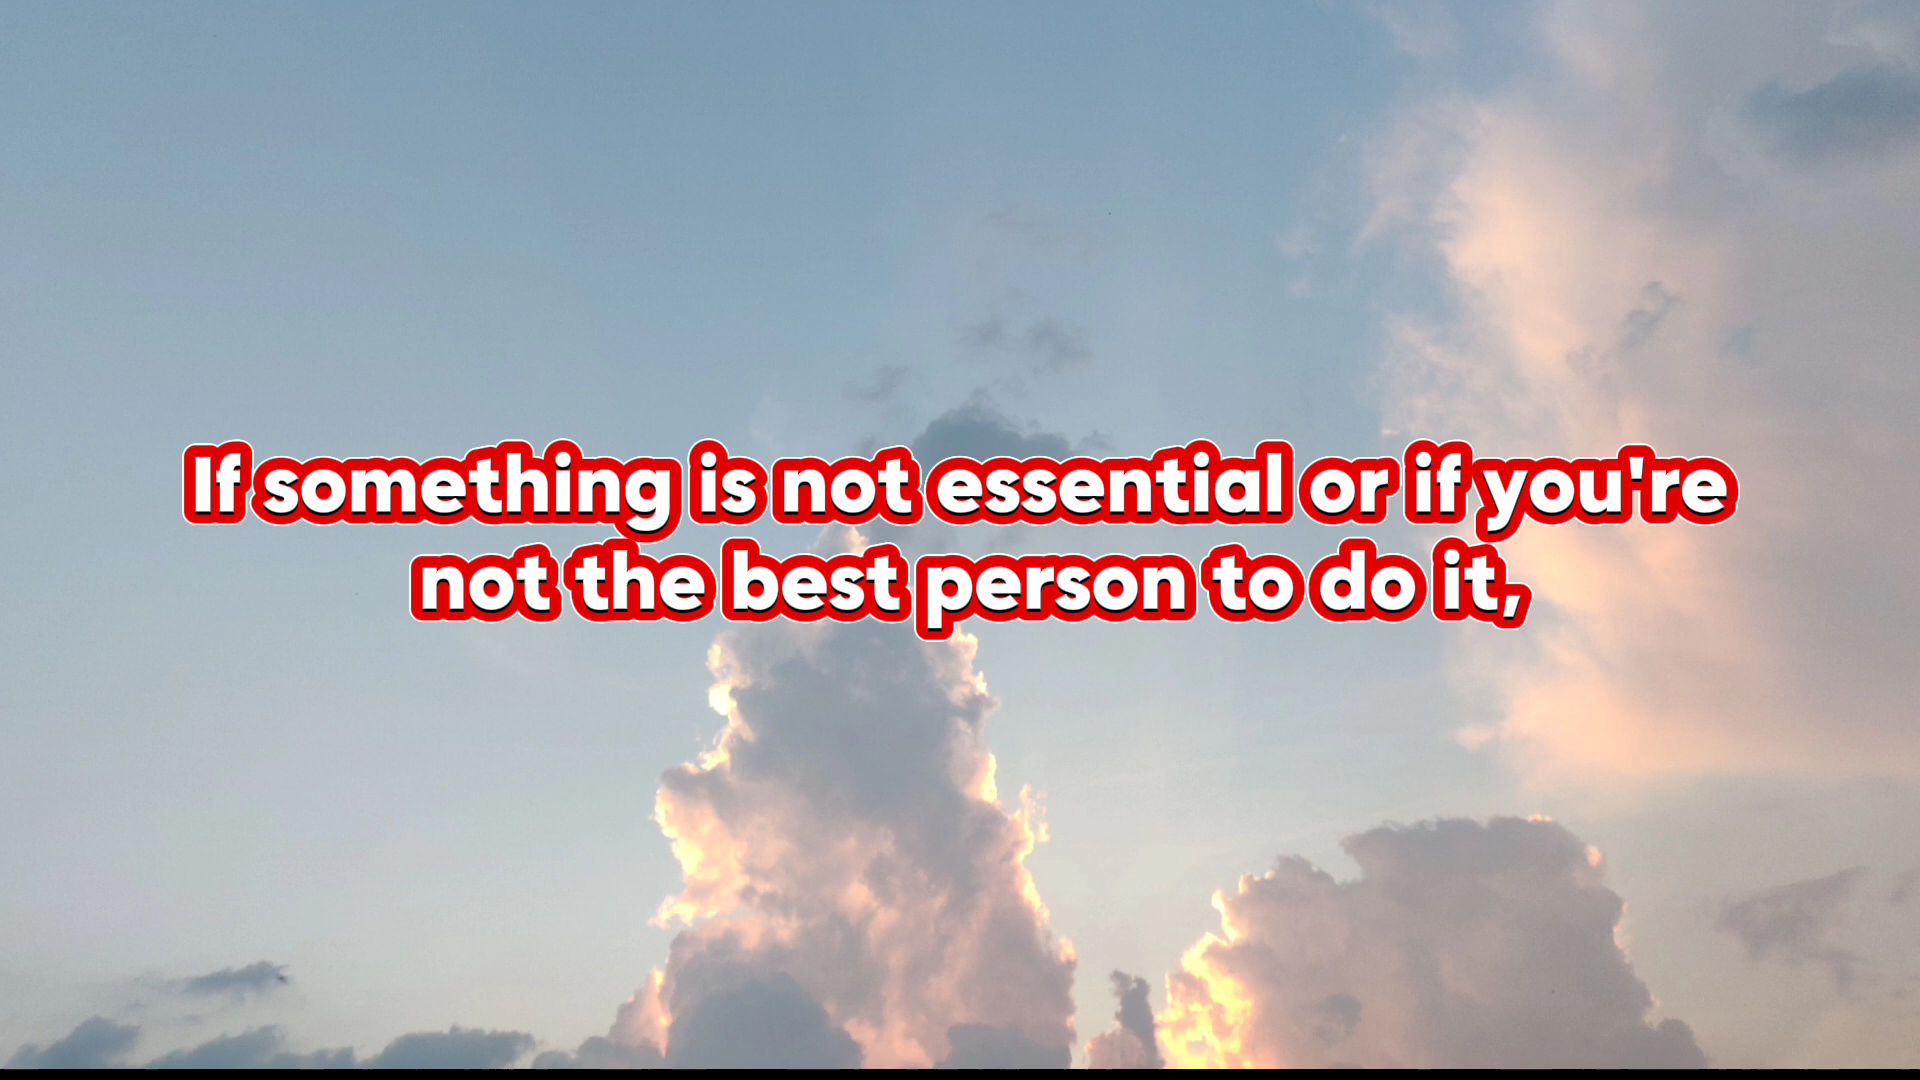 If something is not essential or if you're
not the best person to do it,